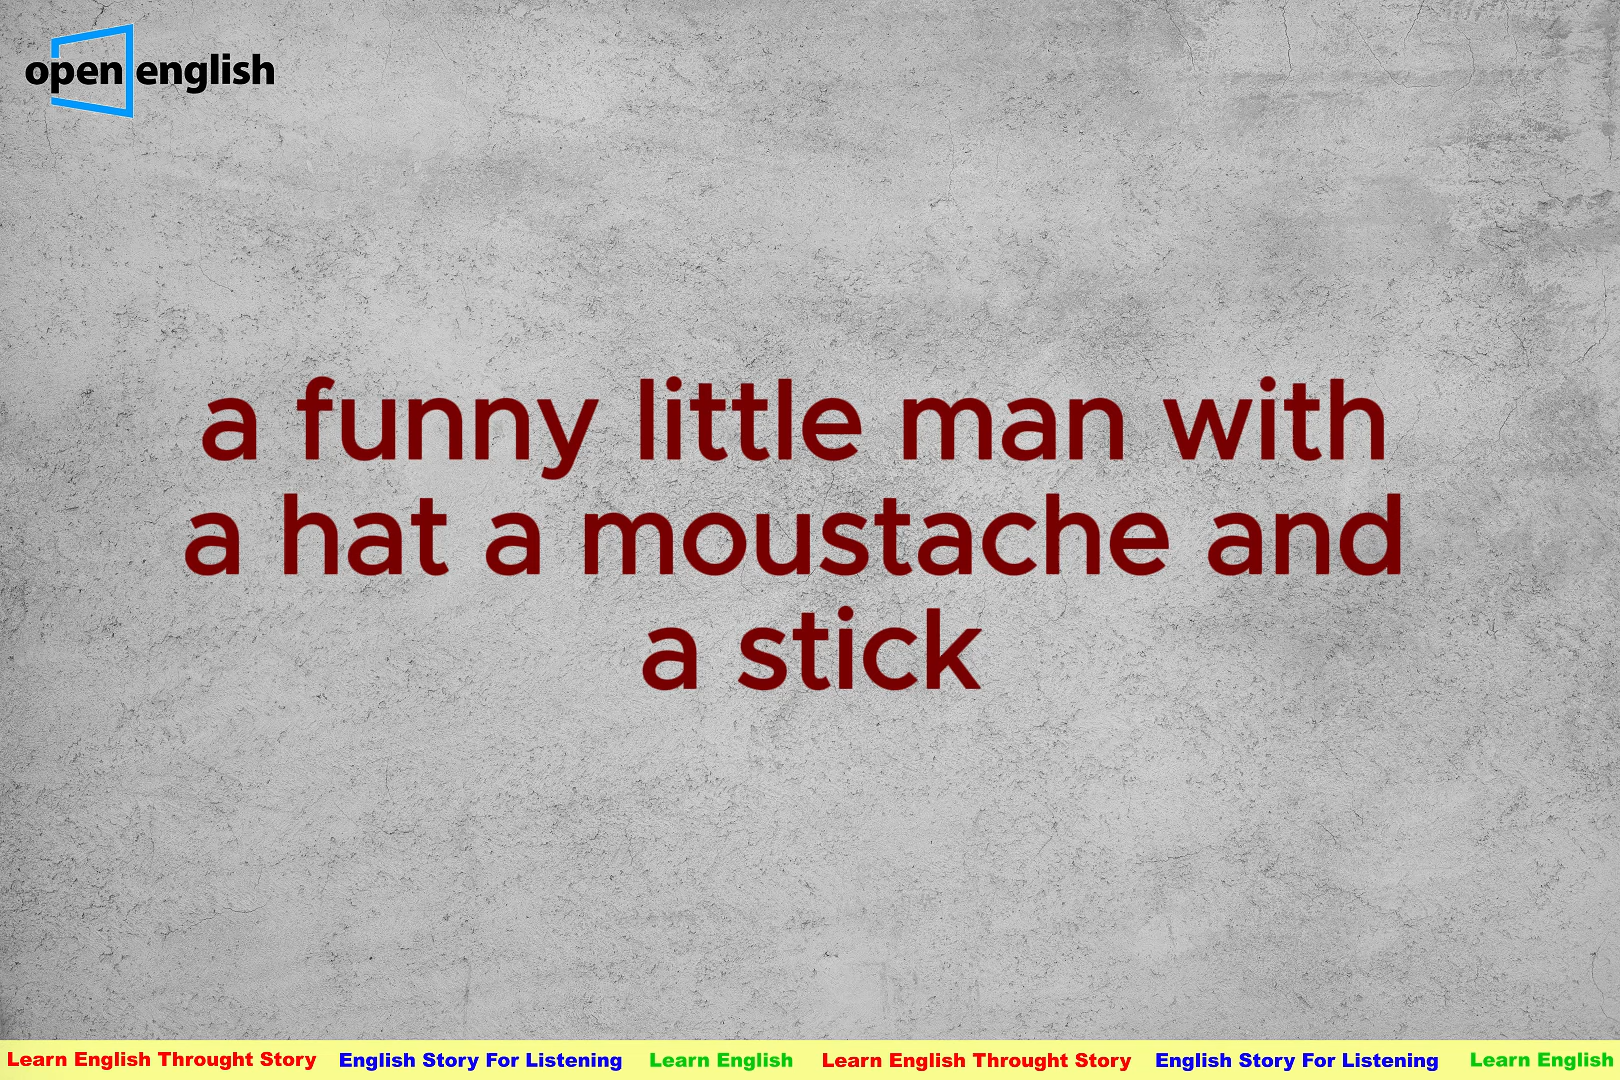 open english
a funny little man with
a hat a moustache and
a stick
Learn English Throught Story English Story For Listening Learn English Learn English Throught Story English Story For Listening Learn English